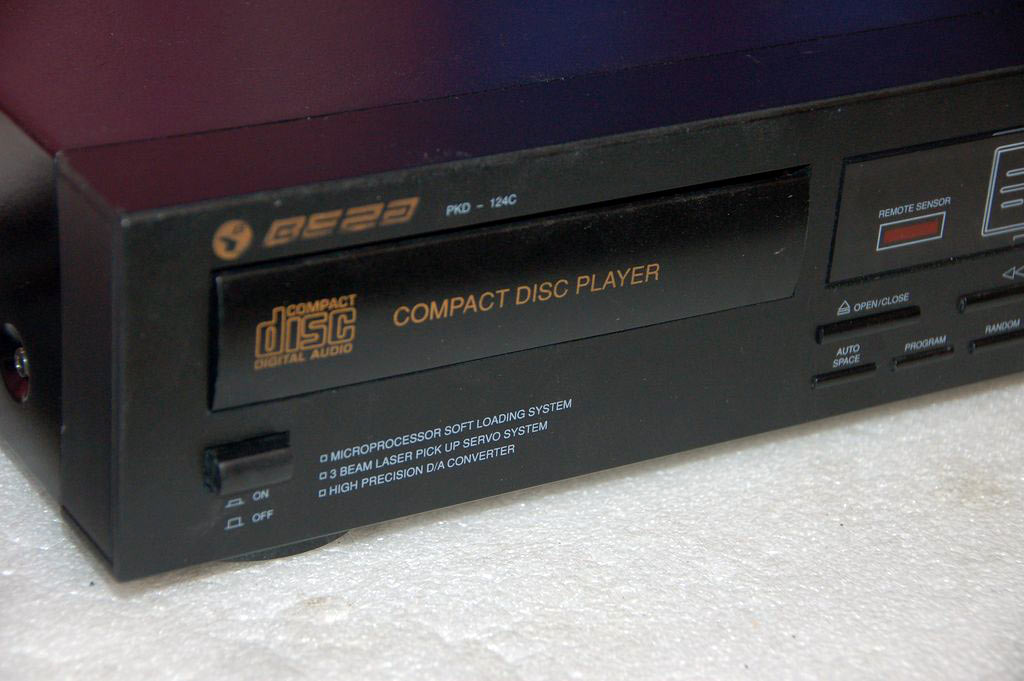 ВЕГА PKD - 124C
COMPACT
disc
DIGITAL AUDIO
COMPACT DISC PLAYER
REMOTE SENSOR
OPEN/CLOSE
AUTO
SPACE
PROGRAM
RANDOM
MICROPROCESSOR SOFT LOADING SYSTEM
3 BEAM LASER PICK UP SERVO SYSTEM
HIGH PRECISION D/A CONVERTER
ON
OFF